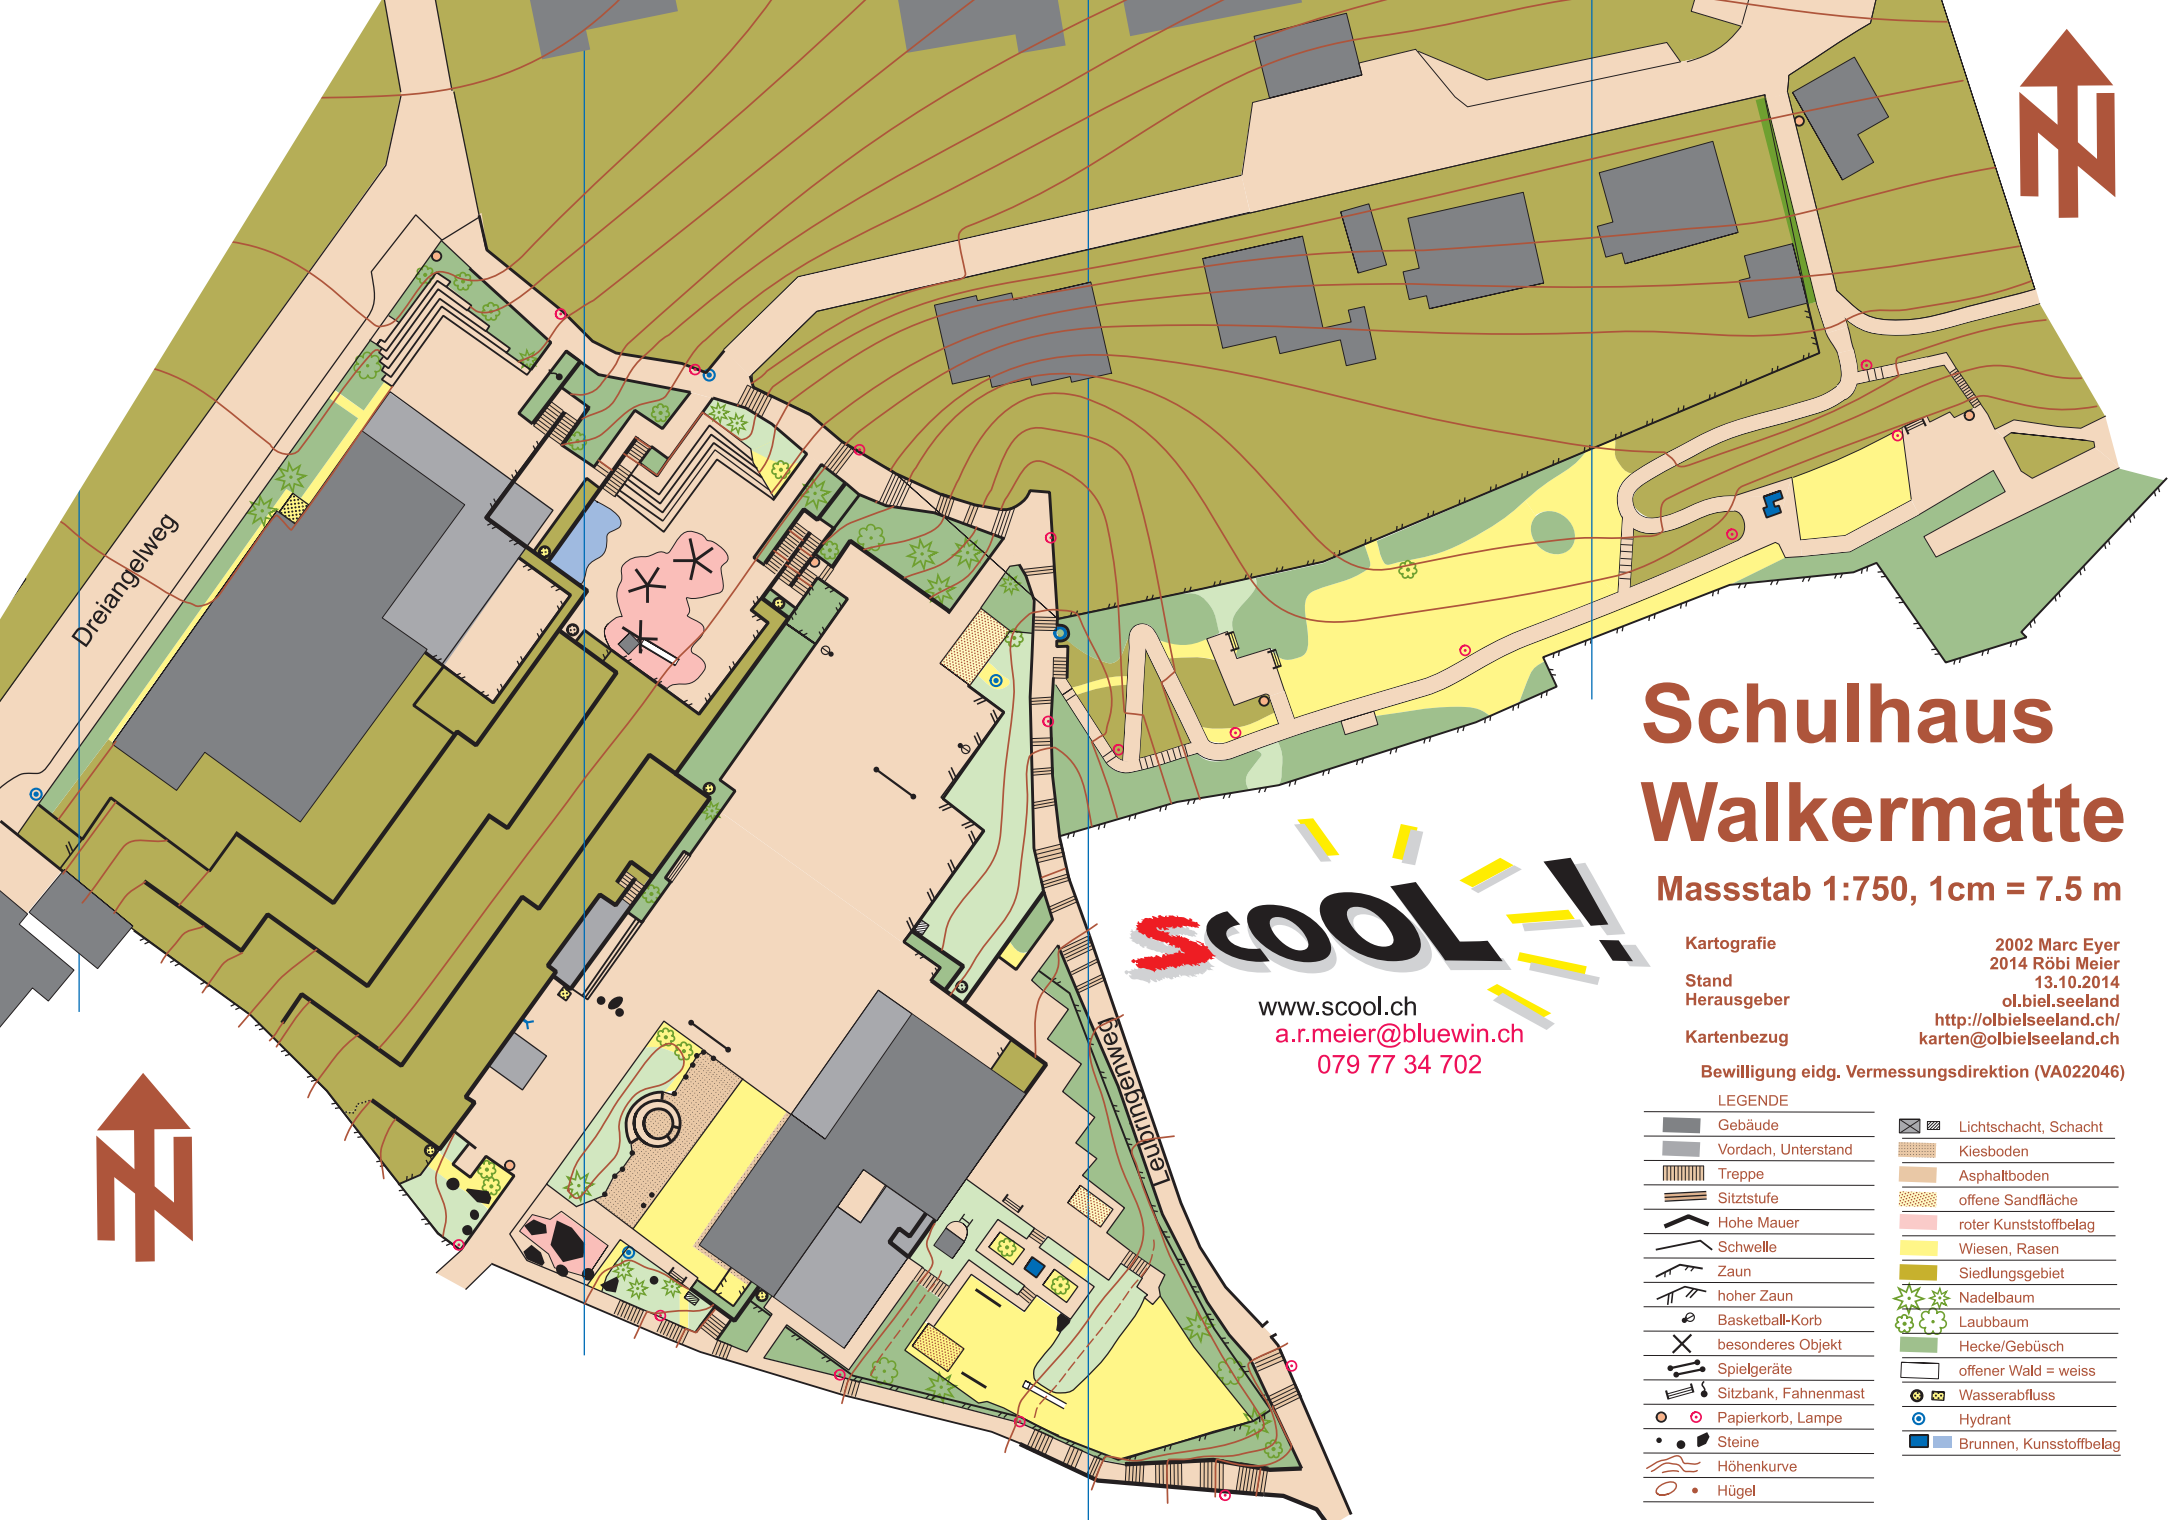 Dreiangelweg
Leubringenweg
Schulhaus
Walkermatte
Massstab 1:750, 1cm = 7.5 m
Kartografie 2002 Marc Eyer
2014 Röbi Meier
Stand 13.10.2014
Herausgeber ol.biel.seeland
http://olbielseeland.ch/
Kartenbezug karten@olbielseeland.ch
Bewilligung eidg. Vermessungsdirektion (VA022046)
SCOOL!
www.scool.ch
a.r.meier@bluewin.ch
079 77 34 702
LEGENDE
Gebäude
Vordach, Unterstand
Treppe
Sitztstufe
Hohe Mauer
Schwelle
Zaun
hoher Zaun
Basketball-Korb
besonderes Objekt
Spielgeräte
Sitzbank, Fahnenmast
Papierkorb, Lampe
Steine
Höhenkurve
Hügel
Lichtschacht, Schacht
Kiesboden
Asphaltboden
offene Sandfläche
roter Kunststoffbelag
Wiesen, Rasen
Siedlungsgebiet
Nadelbaum
Laubbaum
Hecke/Gebüsch
offener Wald = weiss
Wasserabfluss
Hydrant
Brunnen, Kunsstoffbelag
N
N